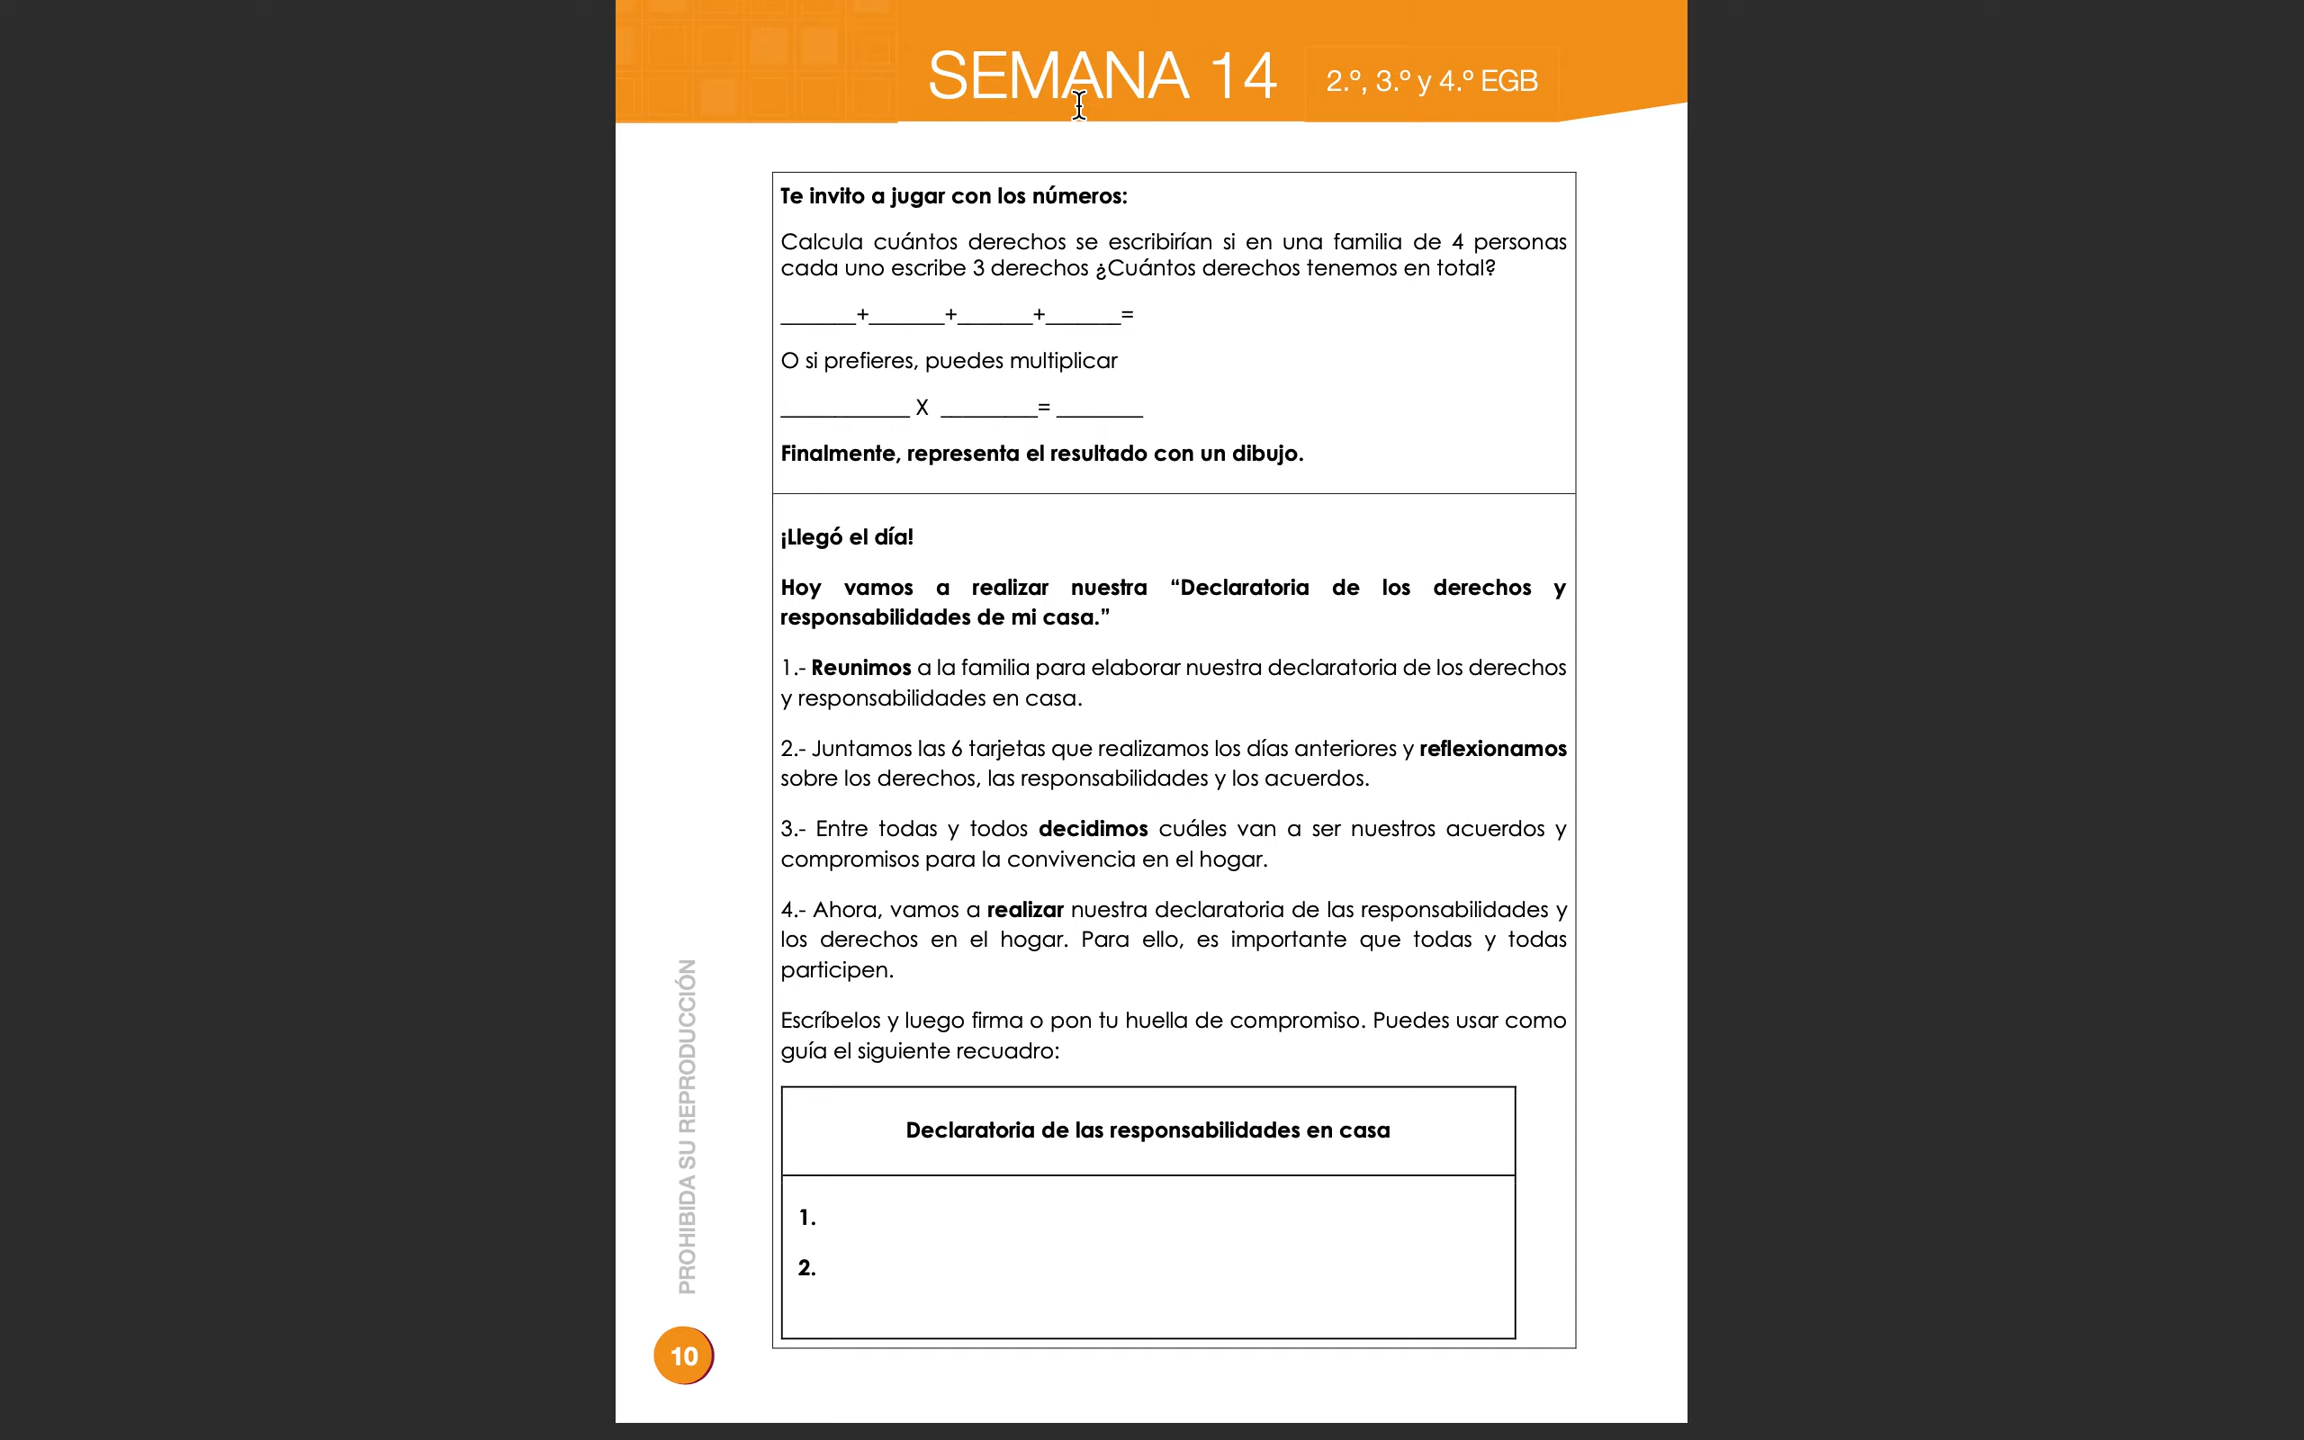 SEMANA 14
2.º, 3.º y 4.º EGB
Te invito a jugar con los números:
Calcula cuántos derechos se escribirían si en una familia de 4 personas
cada uno escribe 3 derechos ¿Cuántos derechos tenemos en total?
_______+_______+_______+_______=
O si prefieres, puedes multiplicar
____________ X _________= ________
Finalmente, representa el resultado con un dibujo.
¡Llegó el día!
Hoy vamos a realizar nuestra “Declaratoria de los derechos y
responsabilidades de mi casa.”
1.- Reunimos a la familia para elaborar nuestra declaratoria de los derechos
y responsabilidades en casa.
2.- Juntamos las 6 tarjetas que realizamos los días anteriores y reflexionamos
sobre los derechos, las responsabilidades y los acuerdos.
3.- Entre todas y todos decidimos cuáles van a ser nuestros acuerdos y
compromisos para la convivencia en el hogar.
4.- Ahora, vamos a realizar nuestra declaratoria de las responsabilidades y
los derechos en el hogar. Para ello, es importante que todas y todas
participen.
Escríbelos y luego firma o pon tu huella de compromiso. Puedes usar como
guía el siguiente recuadro:
Declaratoria de las responsabilidades en casa
1.
2.
PROHIBIDA SU REPRODUCCIÓN
10